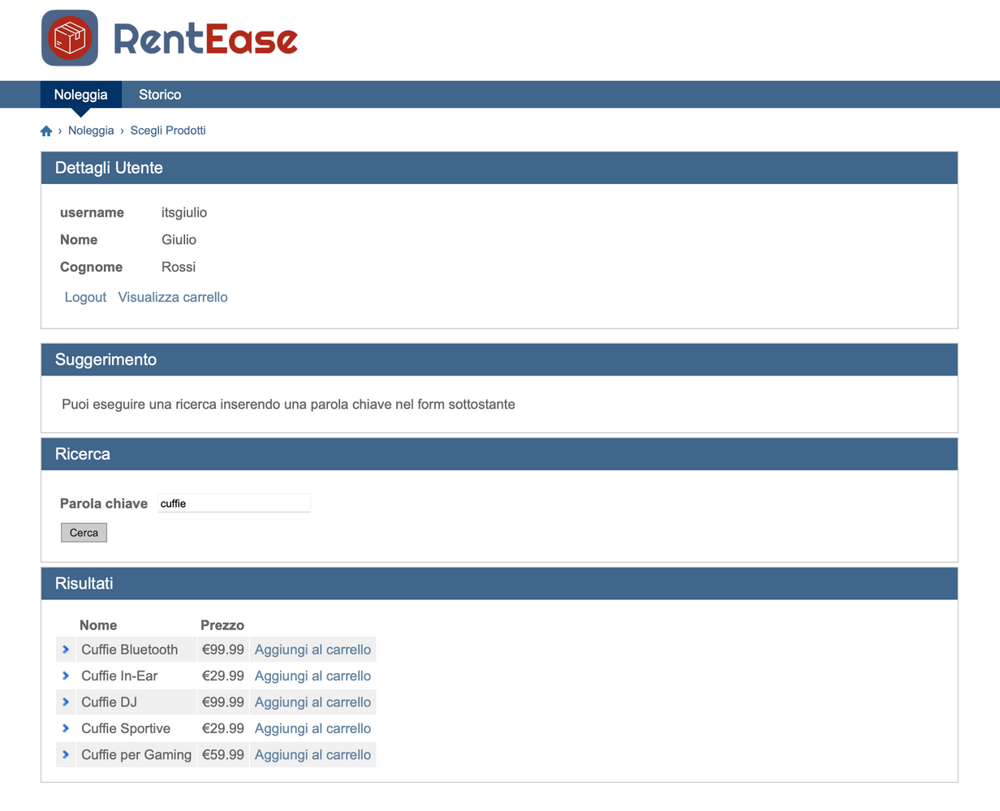 RentEase
Noleggia Storico
› Noleggia › Scegli Prodotti
Dettagli Utente
username itsgiulio
Nome Giulio
Cognome Rossi
Logout Visualizza carrello
Suggerimento
Puoi eseguire una ricerca inserendo una parola chiave nel form sottostante
Ricerca
Parola chiave cuffie
Cerca
Risultati
Nome Prezzo
Cuffie Bluetooth €99.99 Aggiungi al carrello
Cuffie In-Ear €29.99 Aggiungi al carrello
Cuffie DJ €99.99 Aggiungi al carrello
Cuffie Sportive €29.99 Aggiungi al carrello
Cuffie per Gaming €59.99 Aggiungi al carrello